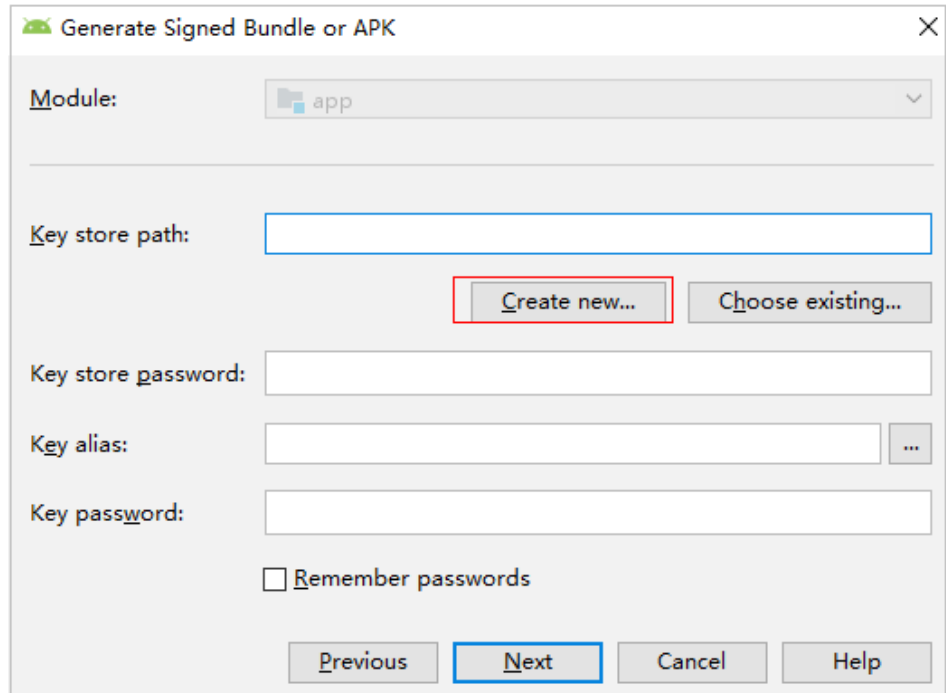 Generate Signed Bundle or APK
Module: app
Key store path:
Create new... Choose existing...
Key store password:
Key alias: ...
Key password:
Remember passwords
Previous Next Cancel Help